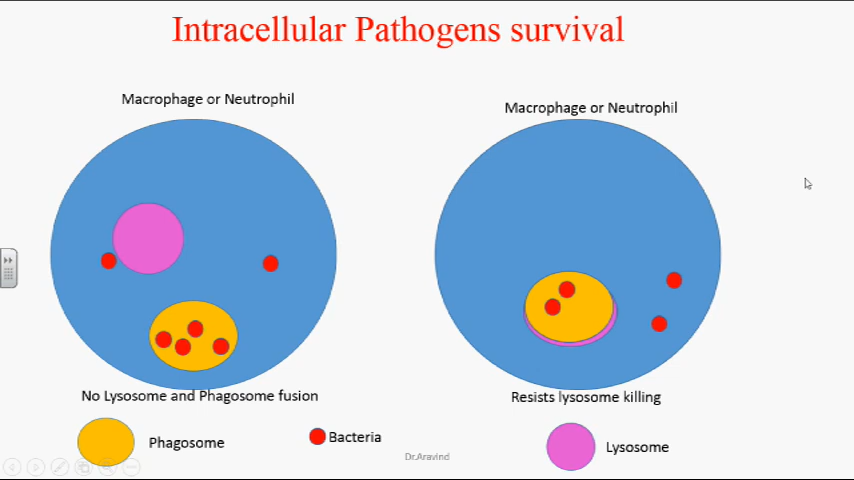 Intracellular Pathogens survival
Macrophage or Neutrophil
Macrophage or Neutrophil
No Lysosome and Phagosome fusion
Resists lysosome killing
Phagosome
Bacteria
Lysosome
Dr.Aravind